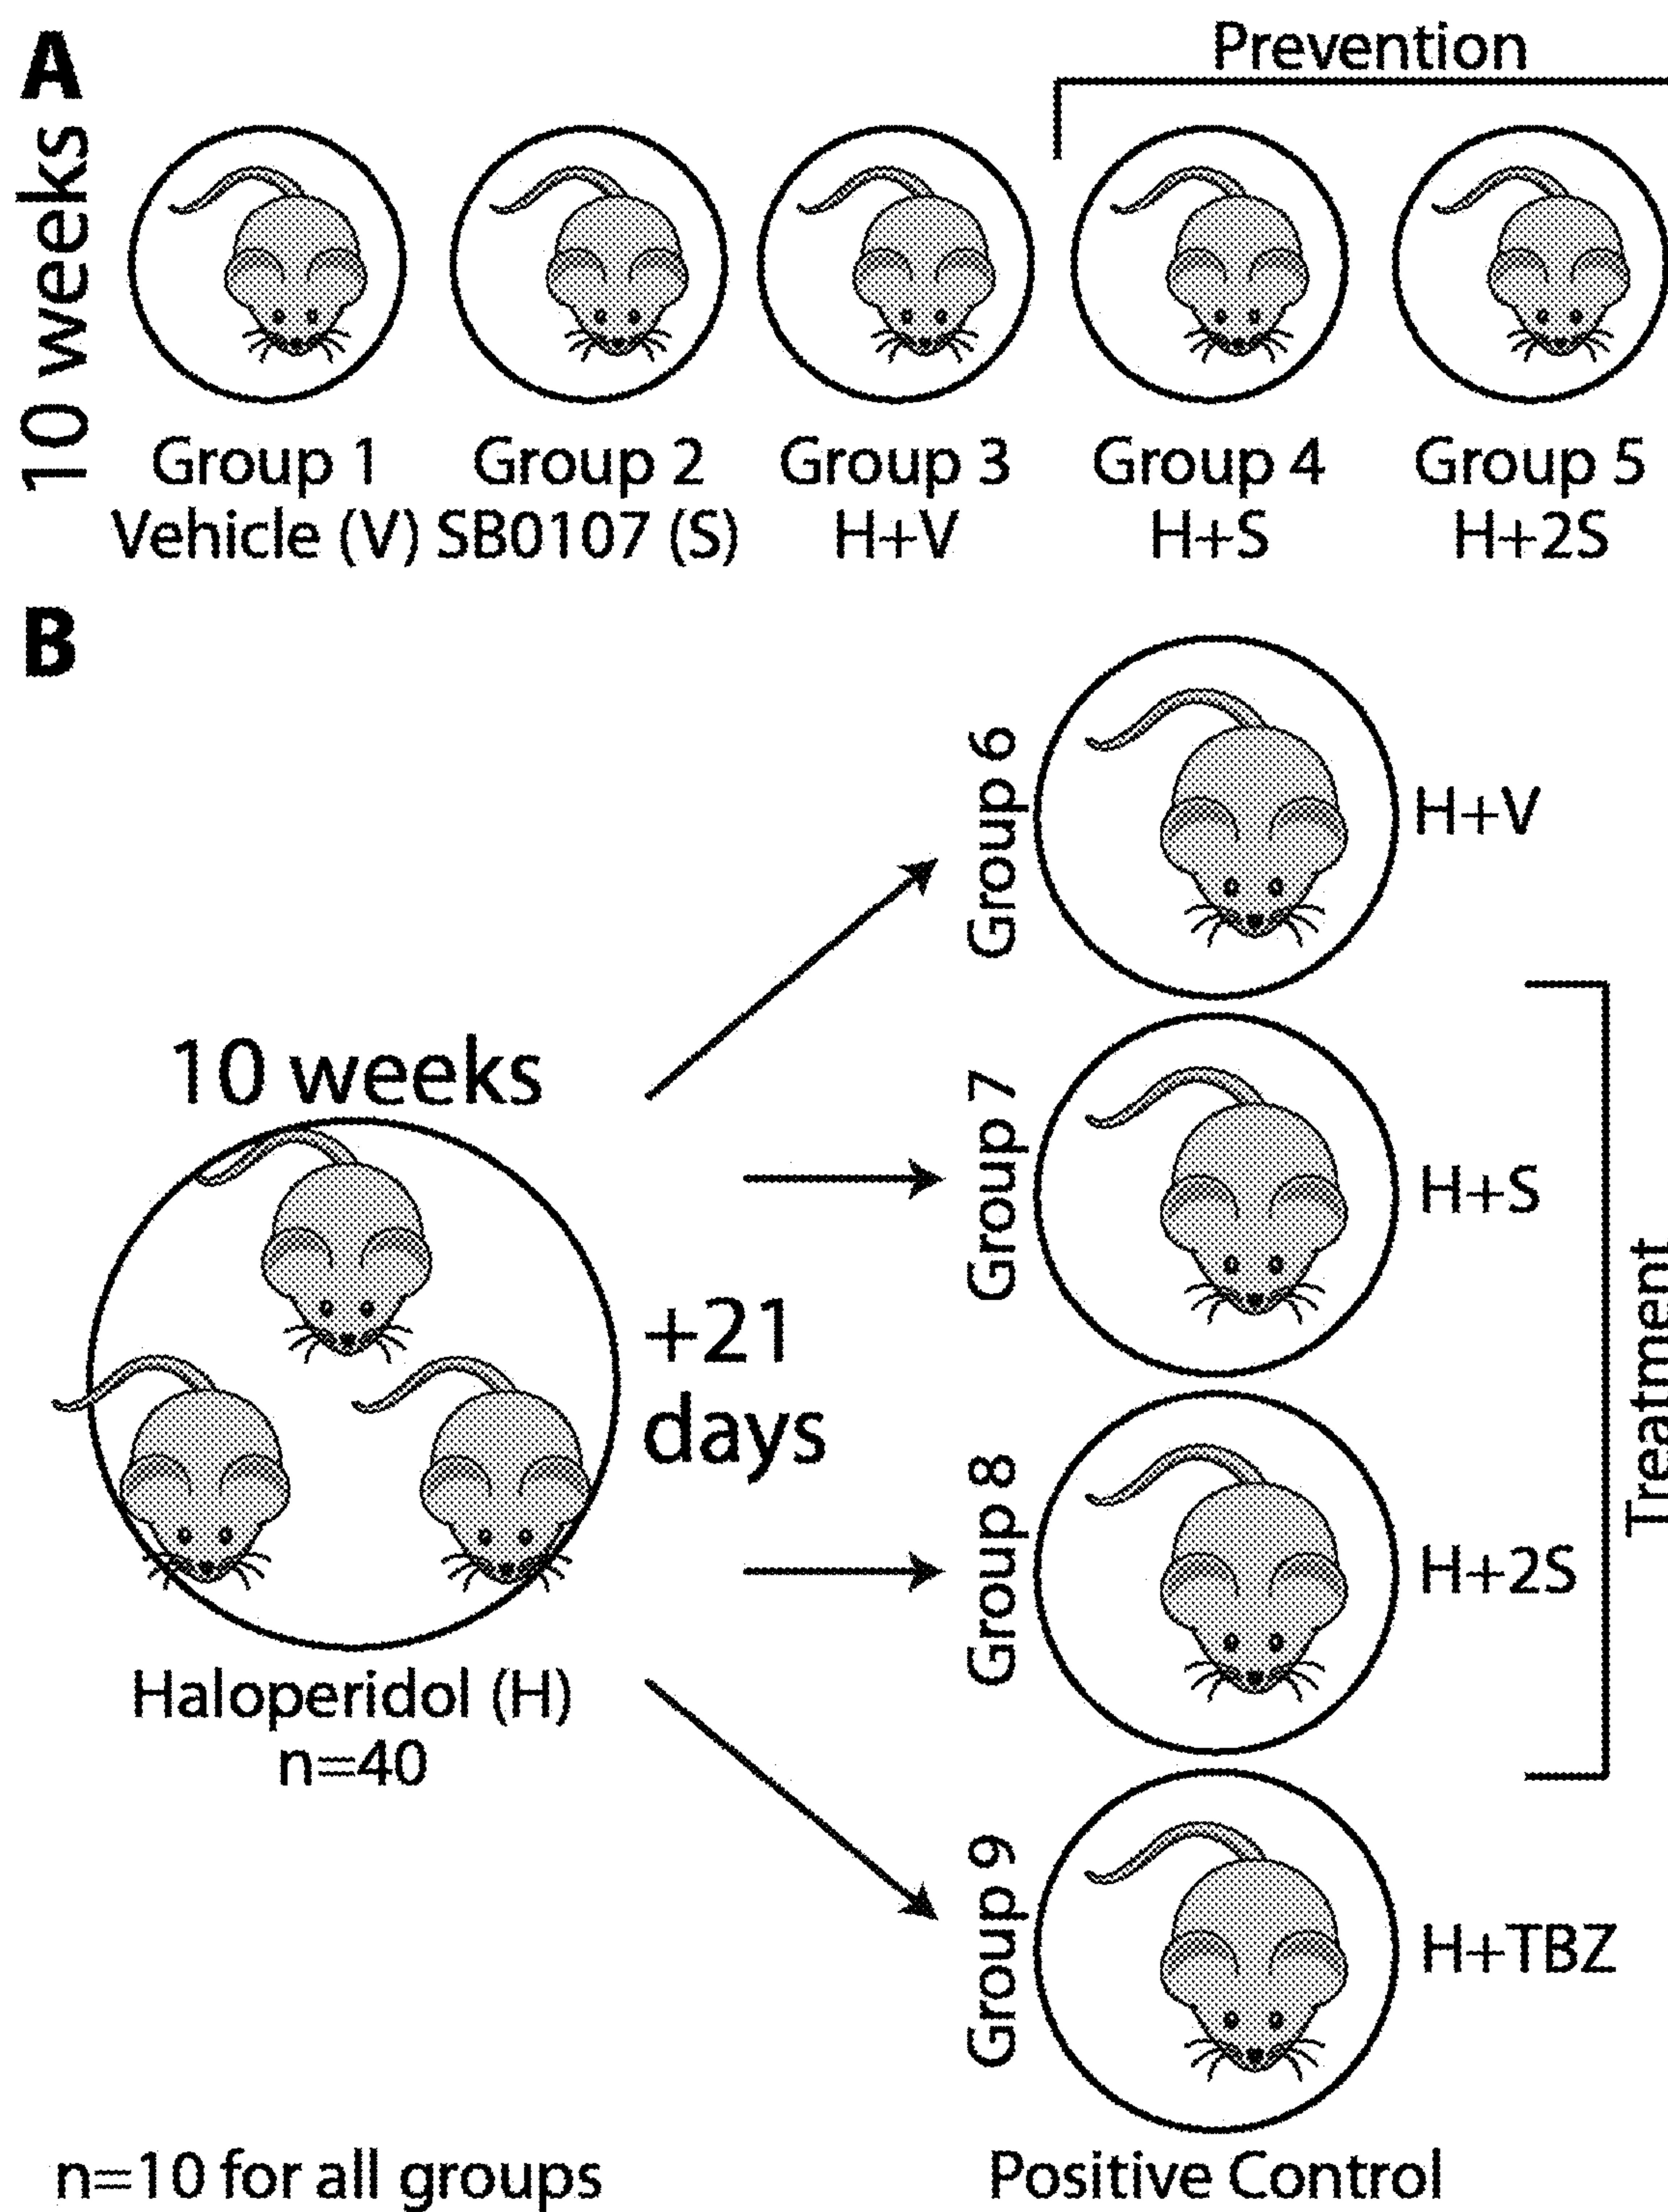 A
Prevention
10 weeks
Group 1
Vehicle (V)
Group 2
SB0107 (S)
Group 3
H+V
Group 4
H+S
Group 5
H+2S
B
10 weeks
Haloperidol (H)
n=40
+21
days
Group 6
H+V
Group 7
H+S
Group 8
H+2S
Group 9
H+TBZ
Treatment
Positive Control
n=10 for all groups